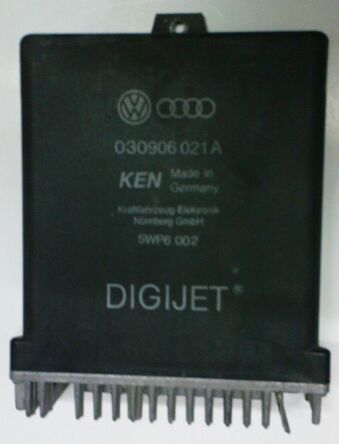 030906 021A
KEN Made in Germany
Kraftfahrzeug-Elektronik
Nürnberg GmbH
5WP6 002
DIGIJET®